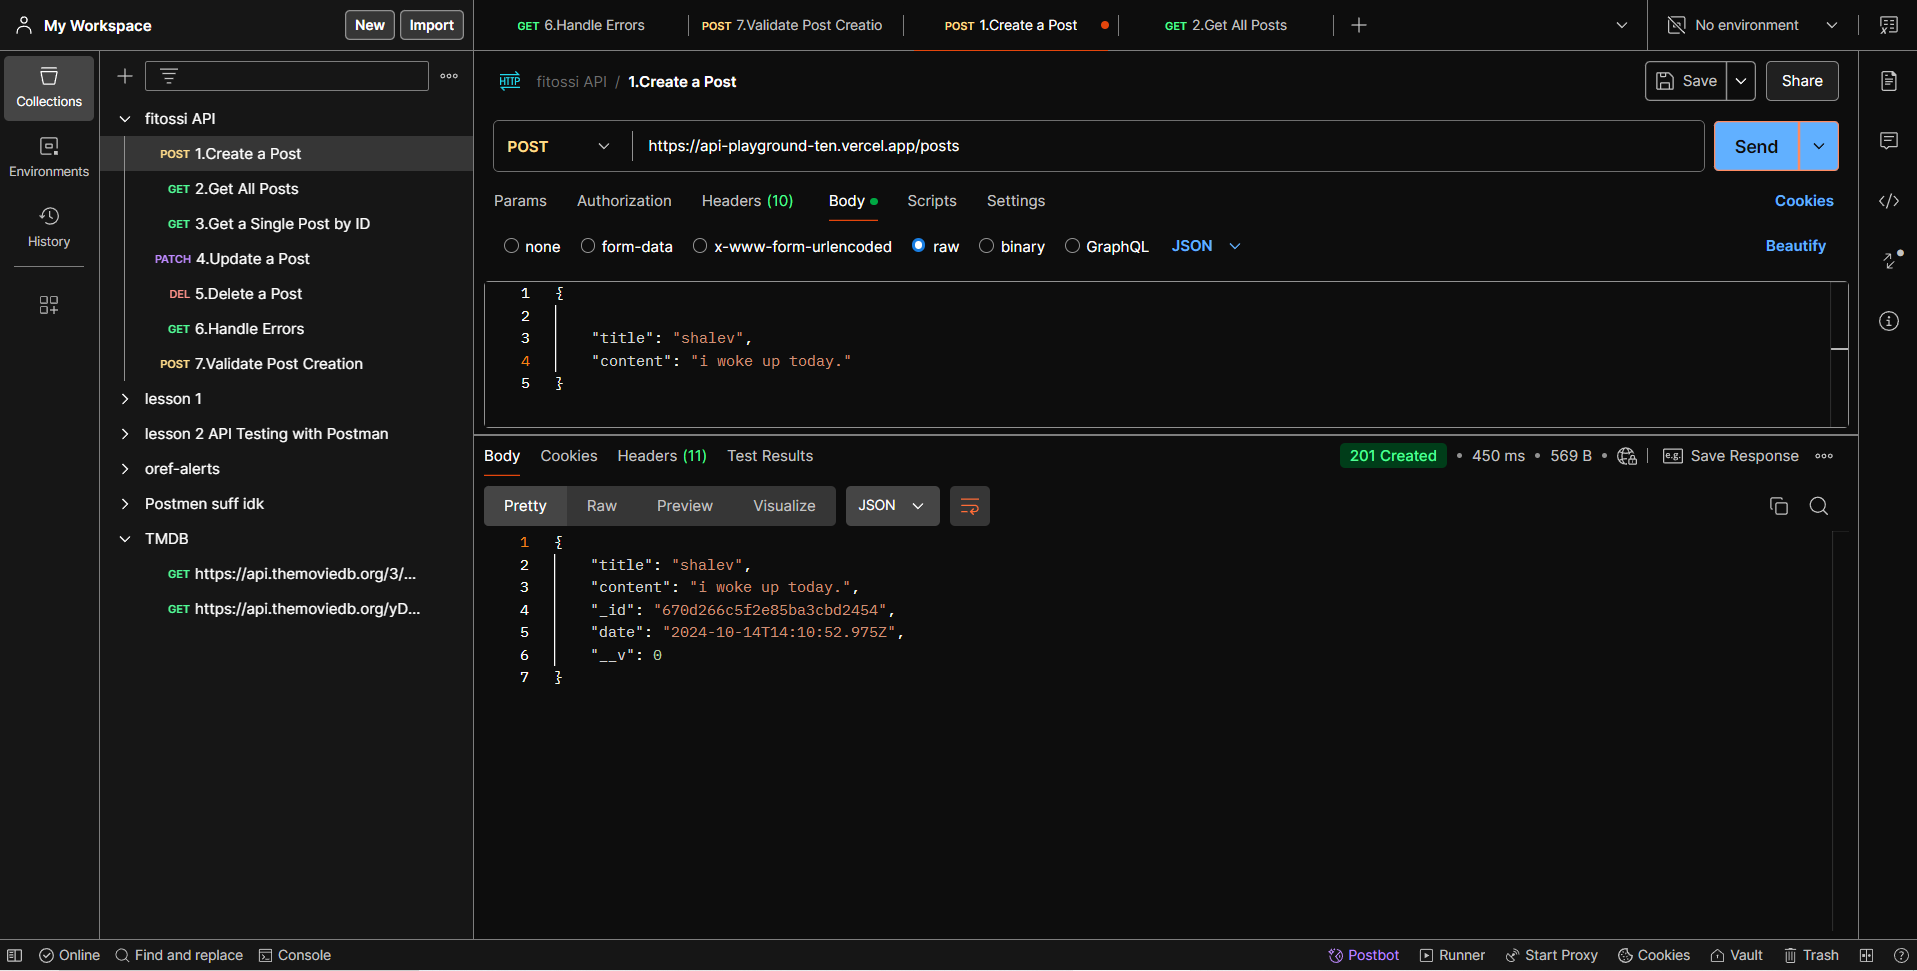 My Workspace
New
Import
GET 6.Handle Errors
POST 7.Validate Post Creatio
POST 1.Create a Post
GET 2.Get All Posts
No environment
Collections
Environments
History
fitossi API
POST 1.Create a Post
GET 2.Get All Posts
GET 3.Get a Single Post by ID
PATCH 4.Update a Post
DEL 5.Delete a Post
GET 6.Handle Errors
POST 7.Validate Post Creation
lesson 1
lesson 2 API Testing with Postman
oref-alerts
Postmen suff idk
TMDB
GET https://api.themoviedb.org/3/...
GET https://api.themoviedb.org/yD...
HTTP fitossi API / 1.Create a Post
Save
Share
POST https://api-playground-ten.vercel.app/posts
Send
Params Authorization Headers (10) Body Scripts Settings
Cookies
none form-data x-www-form-urlencoded raw binary GraphQL JSON
Beautify
1 {
2
3 "title": "shalev",
4 "content": "i woke up today."
5 }
Body Cookies Headers (11) Test Results
201 Created • 450 ms • 569 B •
e.g. Save Response
Pretty Raw Preview Visualize JSON
1 {
2 "title": "shalev",
3 "content": "i woke up today.",
4 "_id": "670d266c5f2e85ba3cbd2454",
5 "date": "2024-10-14T14:10:52.975Z",
6 "__v": 0
7 }
Online Find and replace Console
Postbot Runner Start Proxy Cookies Vault Trash